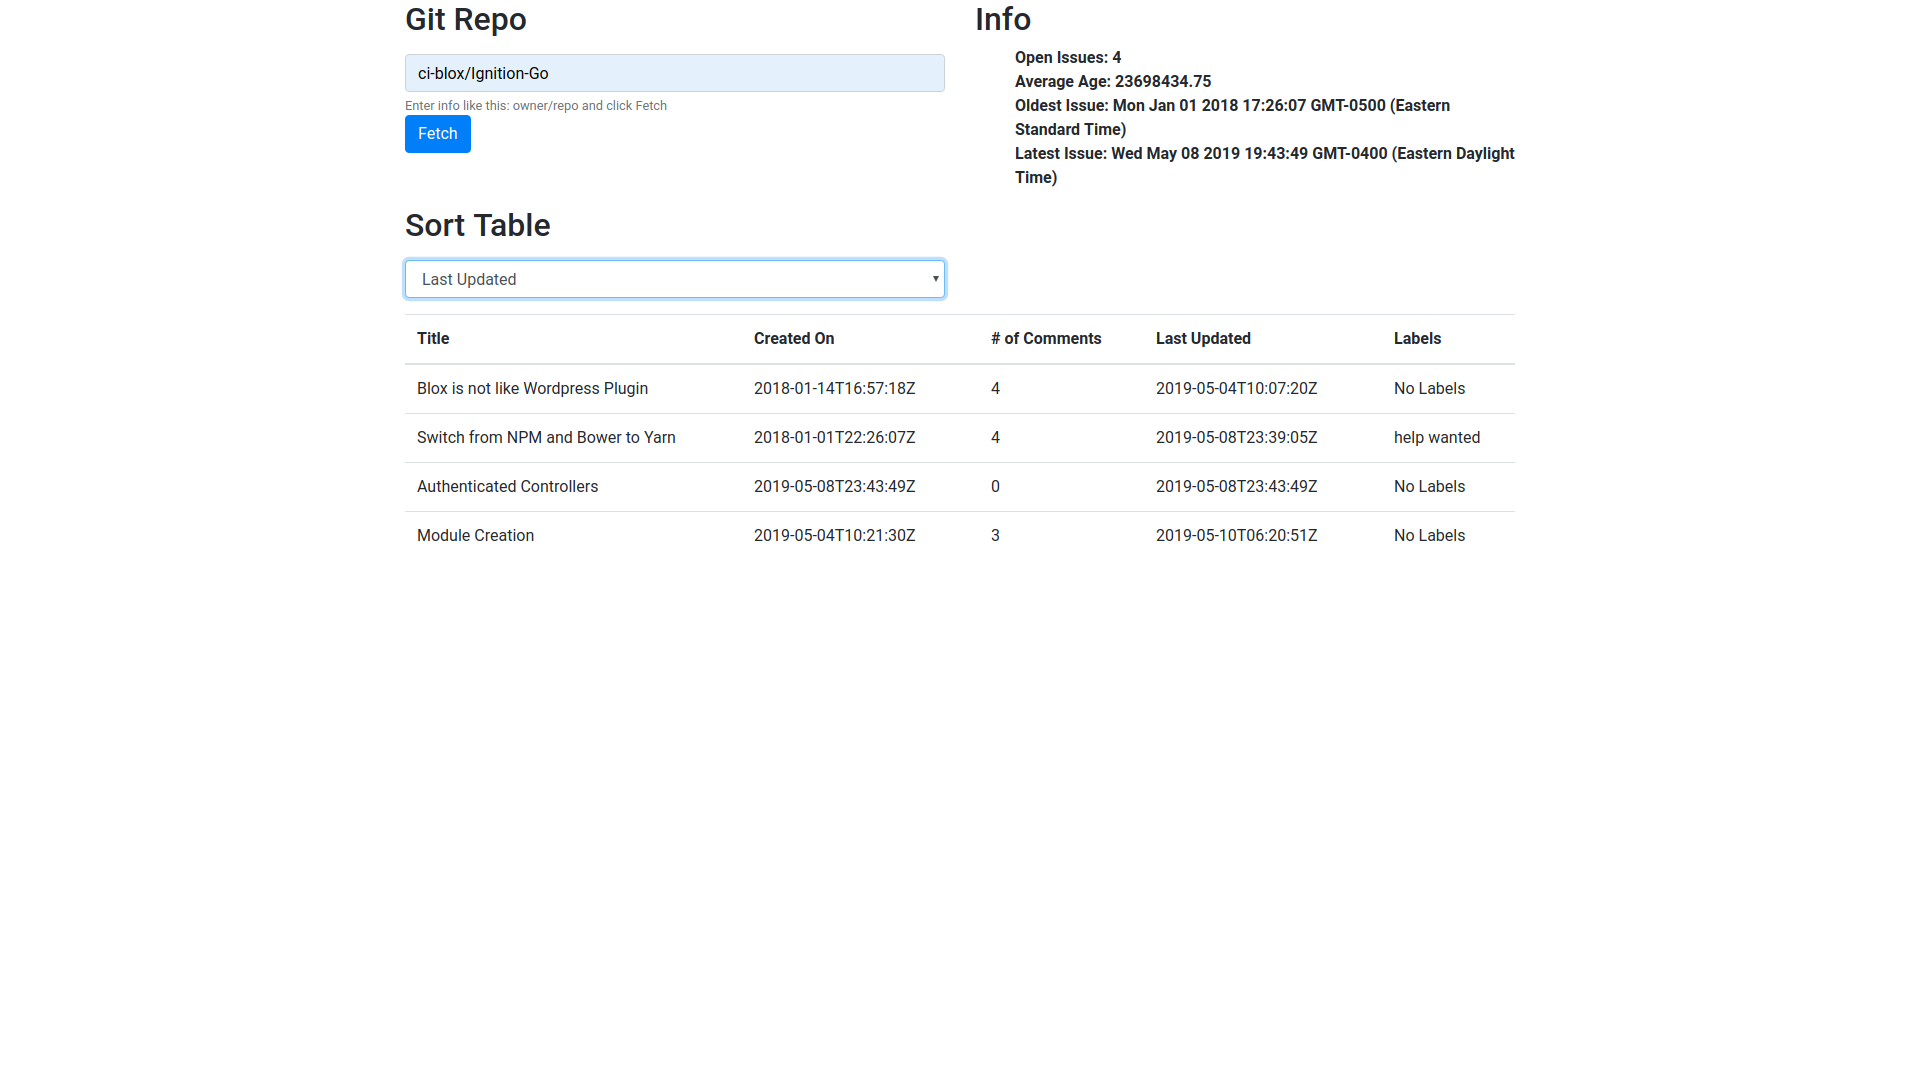 Git Repo
ci-blox/Ignition-Go
Enter info like this: owner/repo and click Fetch
Fetch
Info
Open Issues: 4
Average Age: 23698434.75
Oldest Issue: Mon Jan 01 2018 17:26:07 GMT-0500 (Eastern
Standard Time)
Latest Issue: Wed May 08 2019 19:43:49 GMT-0400 (Eastern Daylight
Time)
Sort Table
Last Updated
Title Created On # of Comments Last Updated Labels
Blox is not like Wordpress Plugin 2018-01-14T16:57:18Z 4 2019-05-04T10:07:20Z No Labels
Switch from NPM and Bower to Yarn 2018-01-01T22:26:07Z 4 2019-05-08T23:39:05Z help wanted
Authenticated Controllers 2019-05-08T23:43:49Z 0 2019-05-08T23:43:49Z No Labels
Module Creation 2019-05-04T10:21:30Z 3 2019-05-10T06:20:51Z No Labels